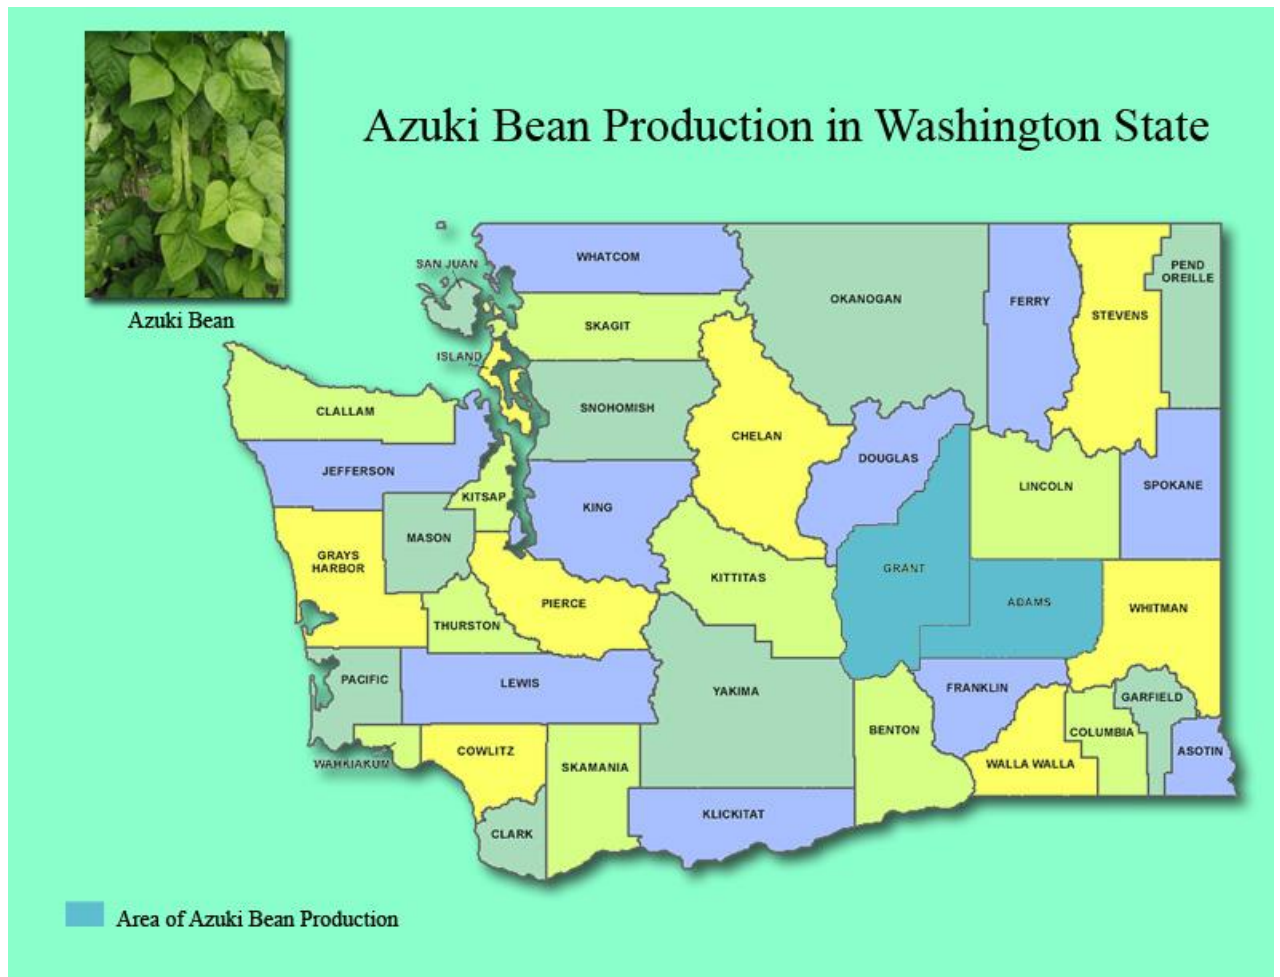 Azuki Bean Production in Washington State
Azuki Bean
SAN JUAN
WHATCOM
OKANOGAN
FERRY
STEVENS
PEND
OREILLE
SKAGIT
ISLAND
SNOHOMISH
CLALLAM
CHELAN
DOUGLAS
LINCOLN
SPOKANE
JEFFERSON
KITSAP
KING
MASON
GRAYS
HARBOR
KITTITAS
GRANT
ADAMS
WHITMAN
PIERCE
THURSTON
PACIFIC
LEWIS
YAKIMA
FRANKLIN
GARFIELD
BENTON
COLUMBIA
ASOTIN
WAHKIAKUM
COWLITZ
SKAMANIA
WALLA WALLA
KLICKITAT
CLARK
Area of Azuki Bean Production